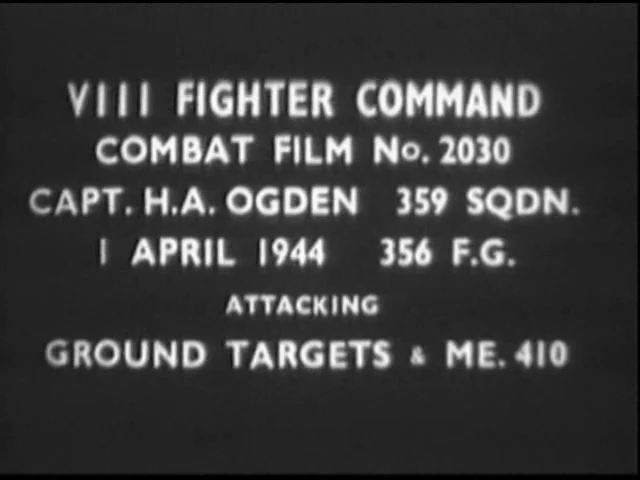 VIII FIGHTER COMMAND
COMBAT FILM No. 2030
CAPT. H.A. OGDEN 359 SQDN.
1 APRIL 1944 356 F.G.
ATTACKING
GROUND TARGETS & ME. 410